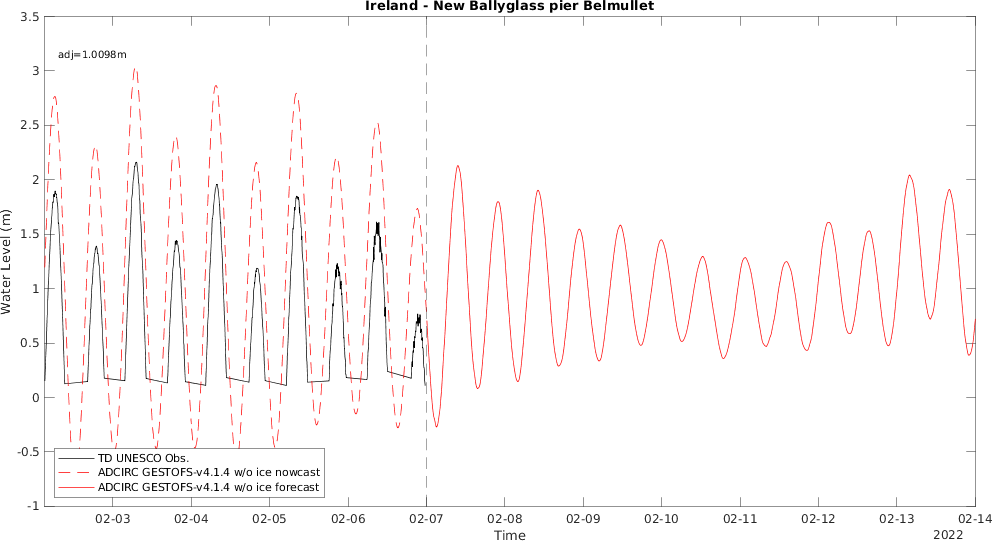 Ireland - New Ballyglass pier Belmullet
3.5
3
2.5
2
1.5
1
0.5
0
-0.5
-1
Water Level (m)
adj=1.0098m
TD UNESCO Obs.
ADCIRC GESTOFS-v4.1.4 w/o ice nowcast
ADCIRC GESTOFS-v4.1.4 w/o ice forecast
02-03 02-04 02-05 02-06 02-07 02-08 02-09 02-10 02-11 02-12 02-13 02-14
Time
2022